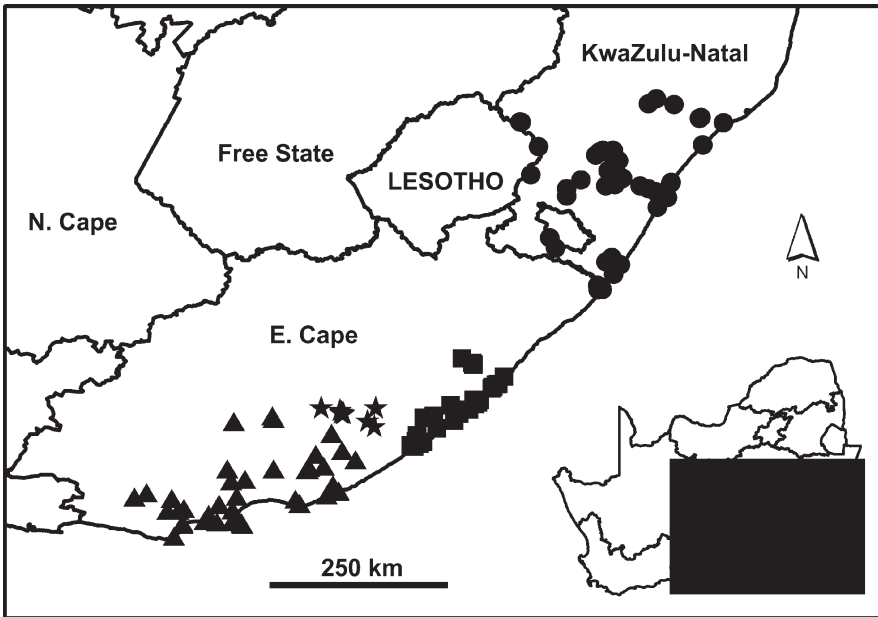 KwaZulu-Natal
Free State
LESOTHO
N. Cape
N
E. Cape
250 km